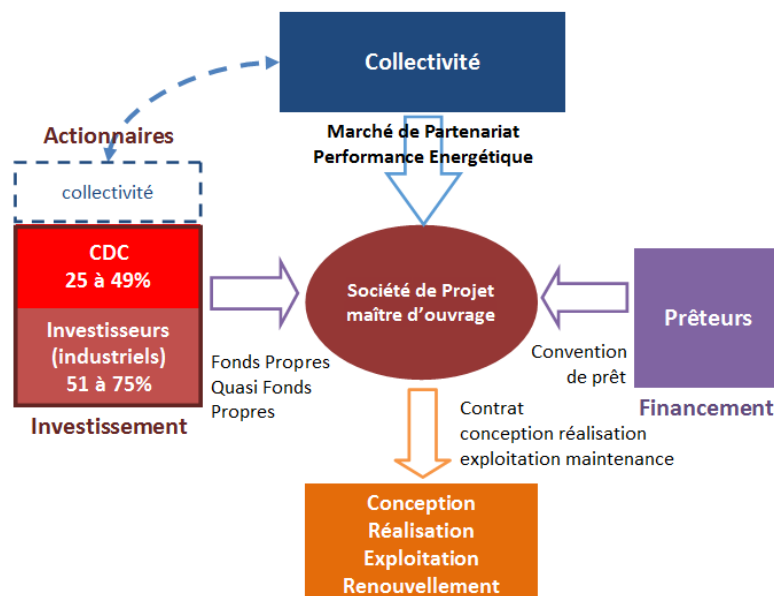 Collectivité
Marché de Partenariat
Performance Energétique
Actionnaires
collectivité
CDC
25 à 49%
Investisseurs
(industriels)
51 à 75%
Investissement
Fonds Propres
Quasi Fonds
Propres
Société de Projet
maître d'ouvrage
Prêteurs
Convention
de prêt
Financement
Contrat
conception réalisation
exploitation maintenance
Conception
Réalisation
Exploitation
Renouvellement